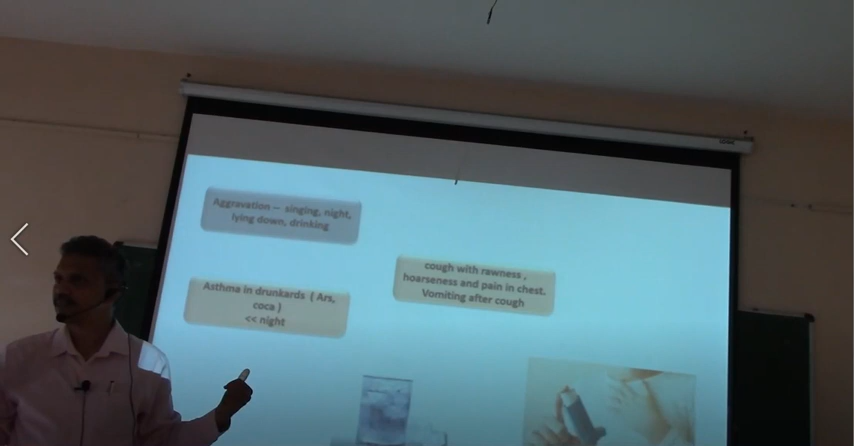 Aggravation – singing, night,
lying down, drinking
cough with rawness ,
hoarseness and pain in chest.
Vomiting after cough
Asthma in drunkards ( Ars,
coca )
<< night